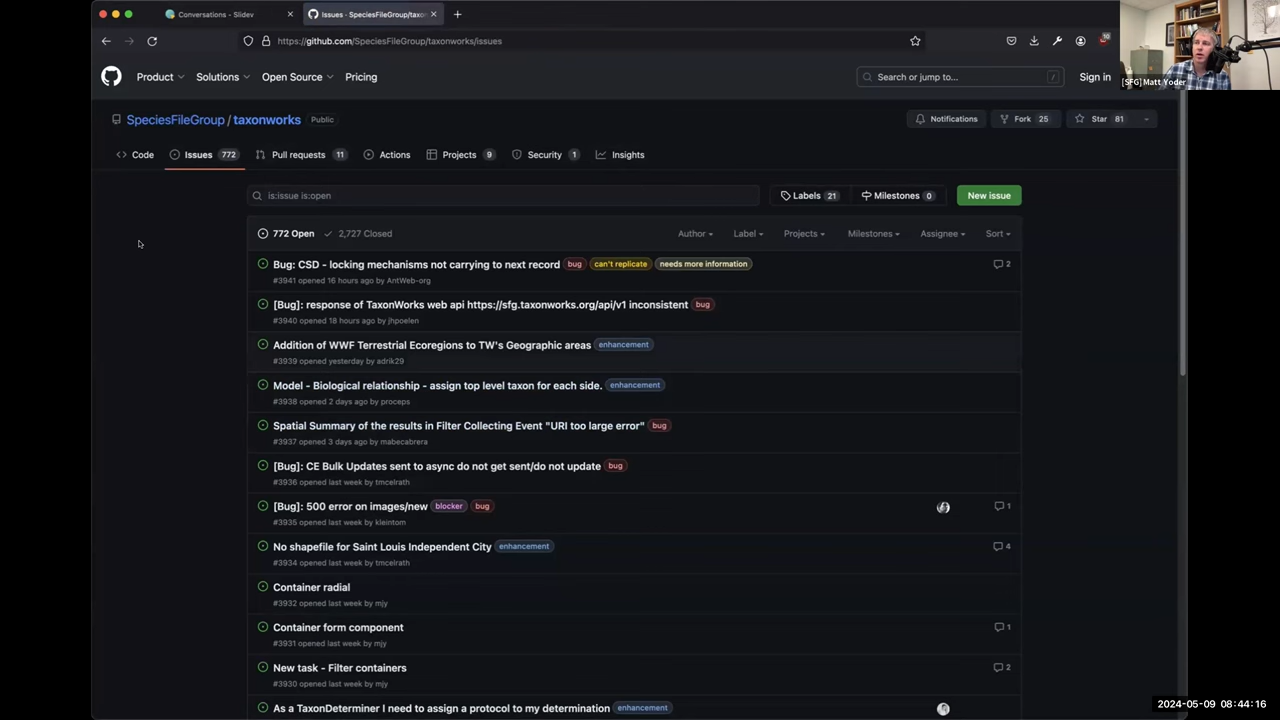 Conversations - Slidev
Issues · SpeciesFileGroup/taxon
https://github.com/SpeciesFileGroup/taxonworks/issues
[SFG] Matt Yoder
Product
Solutions
Open Source
Pricing
Search or jump to...
/
Sign in
SpeciesFileGroup / taxonworks Public
Notifications
Fork 25
Star 81
Code
Issues 772
Pull requests 11
Actions
Projects 9
Security 1
Insights
is:issue is:open
Labels 21
Milestones 0
New issue
772 Open
2,727 Closed
Author
Label
Projects
Milestones
Assignee
Sort
Bug: CSD - locking mechanisms not carrying to next record bug can't replicate needs more information 2
#3941 opened 16 hours ago by AntWeb-org
[Bug]: response of TaxonWorks web api https://sfg.taxonworks.org/api/v1 inconsistent bug
#3940 opened 18 hours ago by jhpoelen
Addition of WWF Terrestrial Ecoregions to TW's Geographic areas enhancement
#3939 opened yesterday by adrik29
Model - Biological relationship - assign top level taxon for each side. enhancement
#3938 opened 2 days ago by proceps
Spatial Summary of the results in Filter Collecting Event "URI too large error" bug
#3937 opened 3 days ago by mabecabrera
[Bug]: CE Bulk Updates sent to async do not get sent/do not update bug
#3936 opened last week by tmcelrath
[Bug]: 500 error on images/new blocker bug 1
#3935 opened last week by kleintom
No shapefile for Saint Louis Independent City enhancement 4
#3934 opened last week by tmcelrath
Container radial
#3932 opened last week by mjy
Container form component 1
#3931 opened last week by mjy
New task - Filter containers 2
#3930 opened last week by mjy
As a TaxonDeterminer I need to assign a protocol to my determination enhancement
2024-05-09 08:44:16